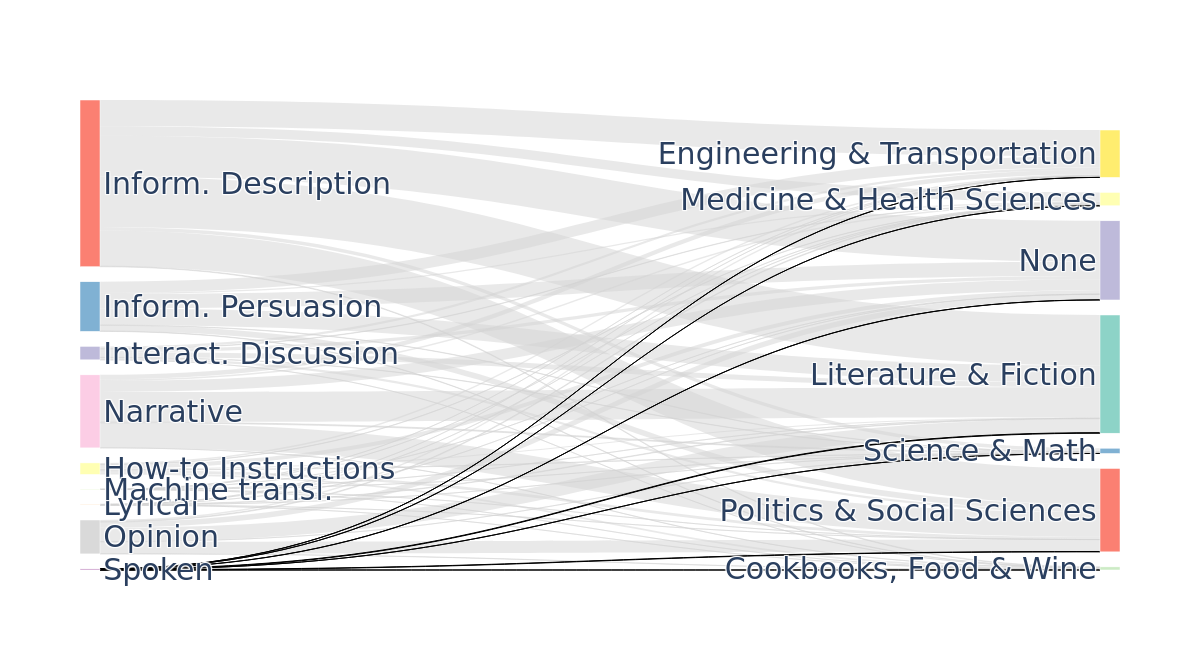 Inform. Description
Inform. Persuasion
Interact. Discussion
Narrative
How-to Instructions
Machine transl.
Lyrical
Opinion
Spoken
Engineering & Transportation
Medicine & Health Sciences
None
Literature & Fiction
Science & Math
Politics & Social Sciences
Cookbooks, Food & Wine